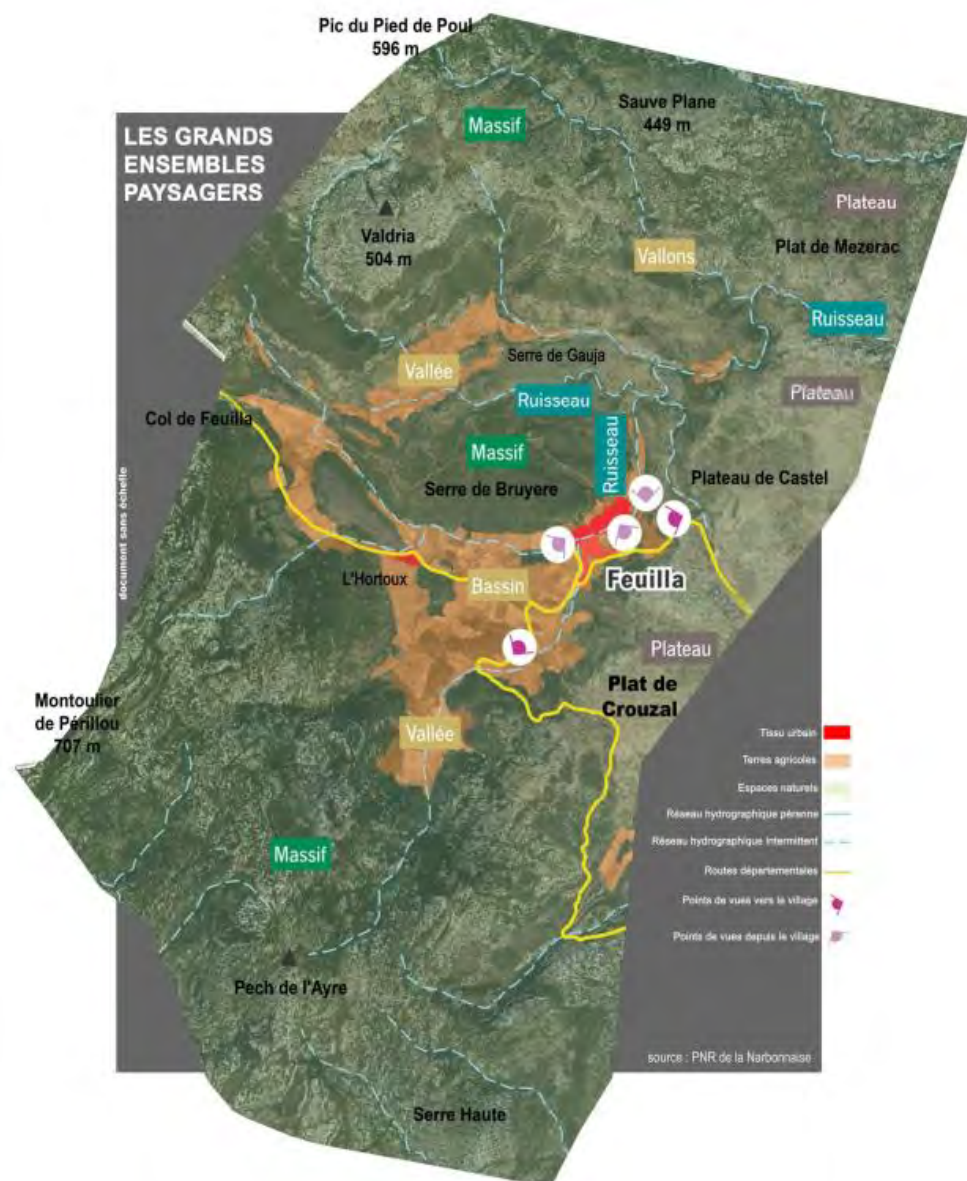 Pic du Pied de Poul
596 m
LES GRANDS
ENSEMBLES
PAYSAGERS
Massif
Sauve Plane
449 m
Plateau
Plat de Mezerac
Valdria
504 m
Vallons
Ruisseau
Serre de Gauja
Vallée
Plateau
Ruisseau
Col de Feuilla
Massif
Ruisseau
Serre de Bruyere
Plateau de Castel
document sans échelle
L'Hortoux
Bassin
Feuilla
Plateau
Plat de
Crouzal
Montoulier
de Périllou
707 m
Vallée
Tissu urbain
Terres agricoles
Espaces naturels
Réseau hydrographique pérenne
Réseau hydrographique Intermittent
Routes départementales
Points de vues vers le village
Points de vues depuis le village
Massif
Pech de l'Ayre
source : PNR de la Narbonnaise
Serre Haute